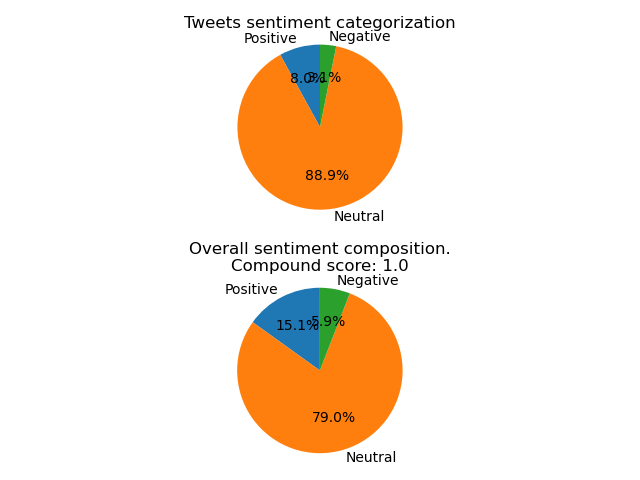 Tweets sentiment categorization
Positive
Negative
8.0%
3.1%
88.9%
Neutral
Overall sentiment composition.
Compound score: 1.0
Negative
Positive
15.1%
5.9%
79.0%
Neutral